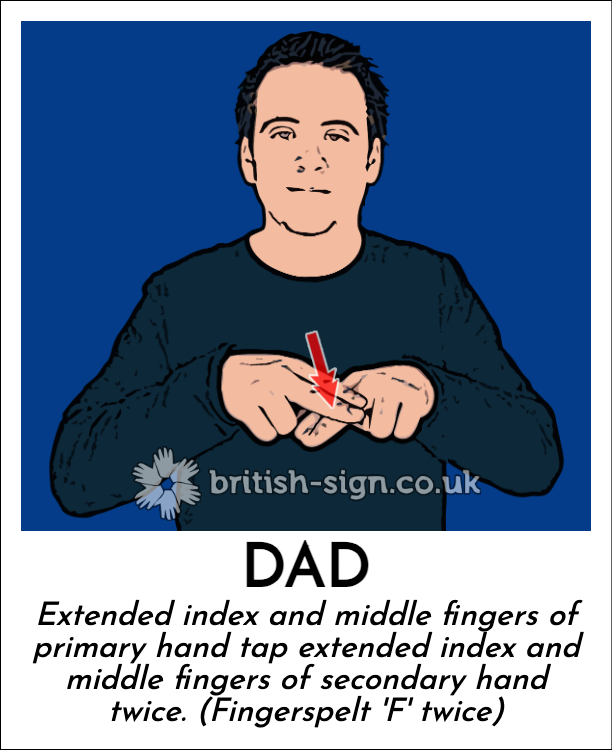 british-sign.co.uk
DAD
Extended index and middle fingers of
primary hand tap extended index and
middle fingers of secondary hand
twice. (Fingerspelt 'F' twice)